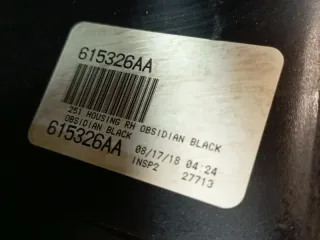 615326AA
251 HOUSING RH OBSIDIAN BLACK
OBSIDIAN BLACK
615326AA
08/17/18 04:24
INSP2 27713